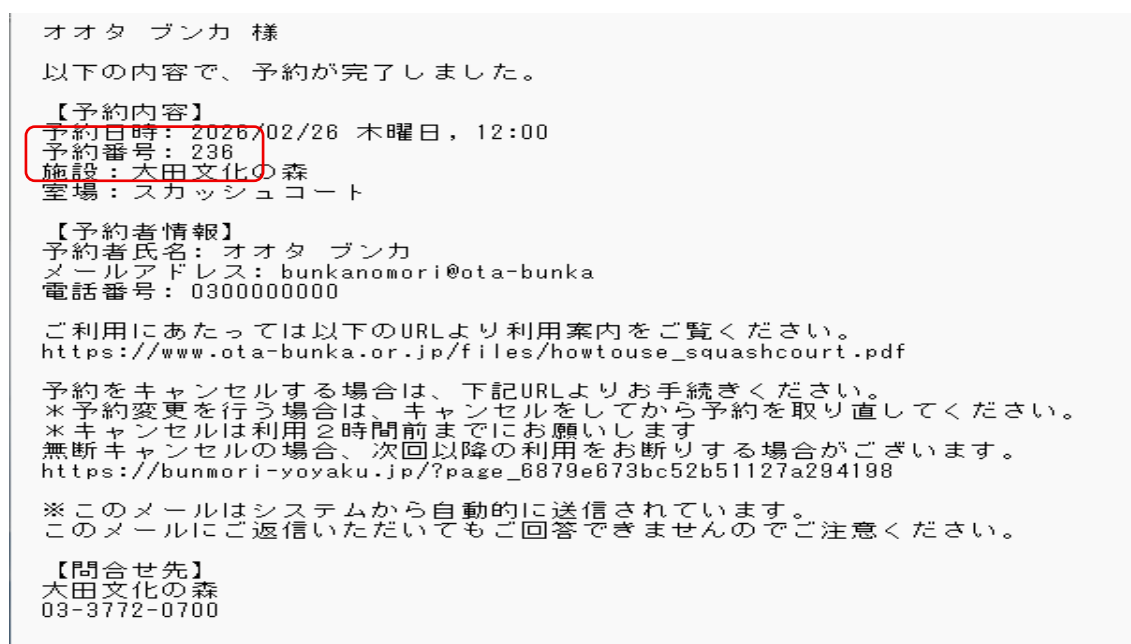 オオタ ブンカ 様
以下の内容で、予約が完了しました。
【予約内容】
予約日時: 2026/02/26 木曜日, 12:00
予約番号: 236
施設：大田文化の森
室場：スカッシュコート
【予約者情報】
予約者氏名: オオタ ブンカ
メールアドレス: bunkanomori@ota-bunka
電話番号: 0300000000
ご利用にあたっては以下のURLより利用案内をご覧ください。
https://www.ota-bunka.or.jp/files/howtouse_squashcourt.pdf
予約をキャンセルする場合は、下記URLよりお手続きください。
＊予約変更を行う場合は、キャンセルをしてから予約を取り直してください。
＊キャンセルは利用２時間前までにお願いします
無断キャンセルの場合、次回以降の利用をお断りする場合がございます。
https://bunmori-yoyaku.jp/?page_6879e673bc52b51127a294198
※このメールはシステムから自動的に送信されています。
このメールにご返信いただいてもご回答できませんのでご注意ください。
【問合せ先】
大田文化の森
03-3772-0700